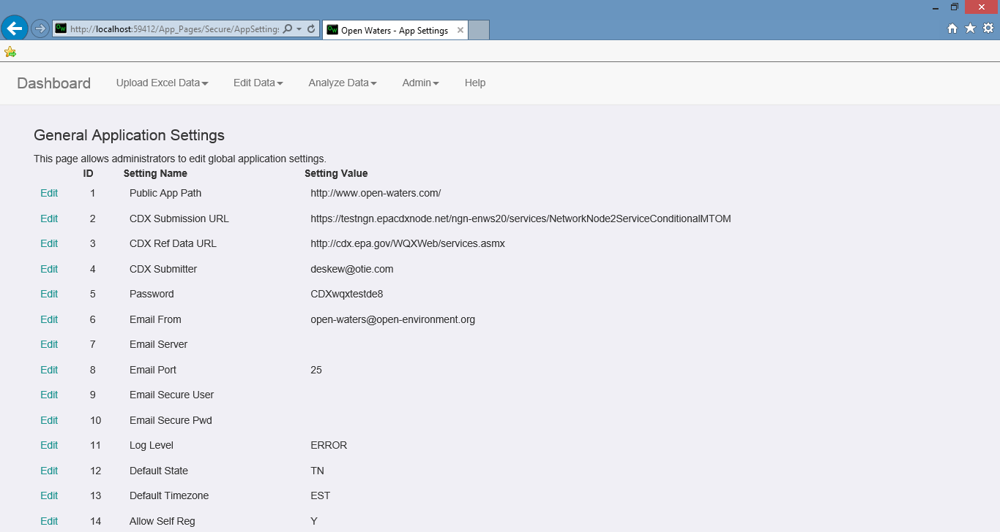 http://localhost:59412/App_Pages/Secure/AppSettings
Open Waters - App Settings
Dashboard Upload Excel Data Edit Data Analyze Data Admin Help
General Application Settings
This page allows administrators to edit global application settings.
ID Setting Name Setting Value
Edit 1 Public App Path http://www.open-waters.com/
Edit 2 CDX Submission URL https://testngn.epacdxnode.net/ngn-enws20/services/NetworkNode2ServiceConditionalMTOM
Edit 3 CDX Ref Data URL http://cdx.epa.gov/WQXWeb/services.asmx
Edit 4 CDX Submitter deskew@otie.com
Edit 5 Password CDXwqxtestde8
Edit 6 Email From open-waters@open-environment.org
Edit 7 Email Server
Edit 8 Email Port 25
Edit 9 Email Secure User
Edit 10 Email Secure Pwd
Edit 11 Log Level ERROR
Edit 12 Default State TN
Edit 13 Default Timezone EST
Edit 14 Allow Self Reg Y